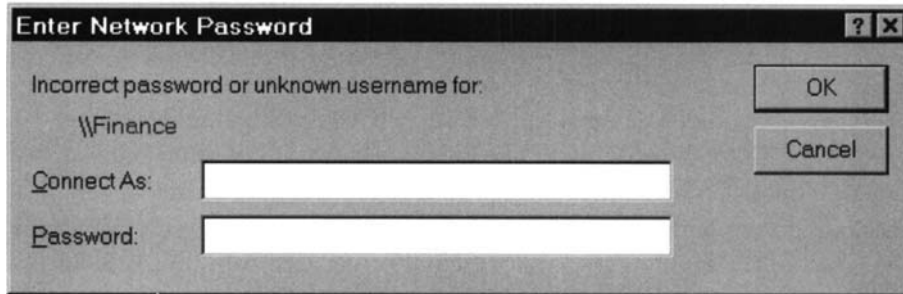 Enter Network Password
? X
Incorrect password or unknown username for:
\\Finance
OK
Cancel
Connect As:
Password: